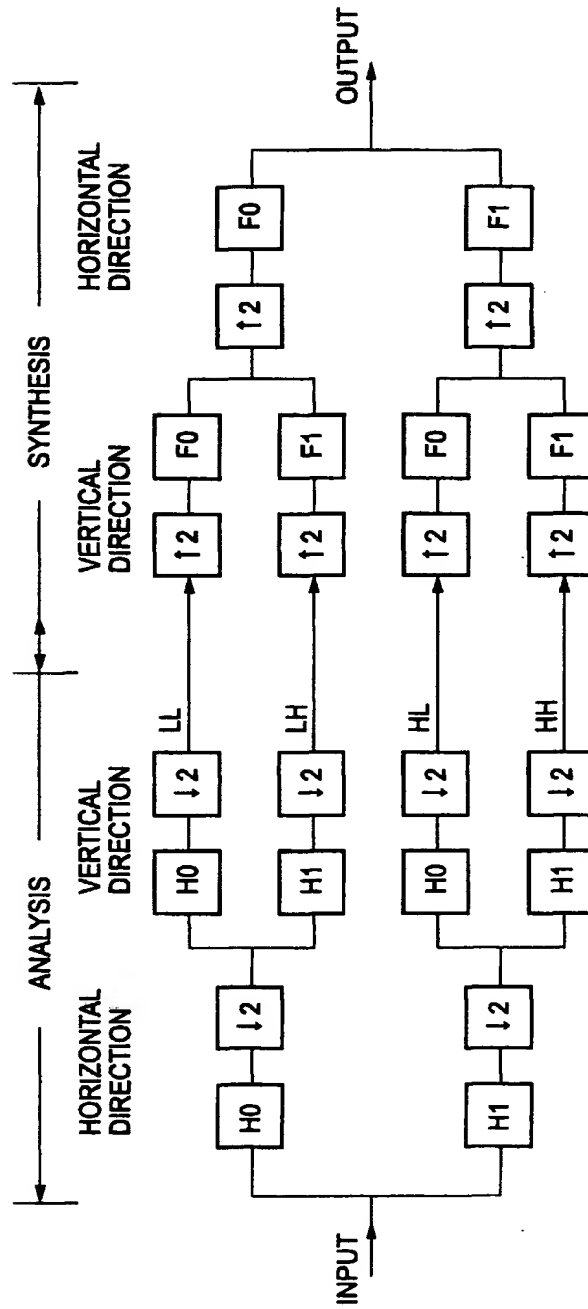 ANALYSIS
SYNTHESIS
HORIZONTAL
DIRECTION
VERTICAL
DIRECTION
VERTICAL
DIRECTION
HORIZONTAL
DIRECTION
INPUT
H0
↓2
H0
↓2
LL
↑2
F0
↑2
F0
H1
↓2
LH
↑2
F1
OUTPUT
H1
↓2
H0
↓2
HL
↑2
F0
↑2
F1
H1
↓2
HH
↑2
F1